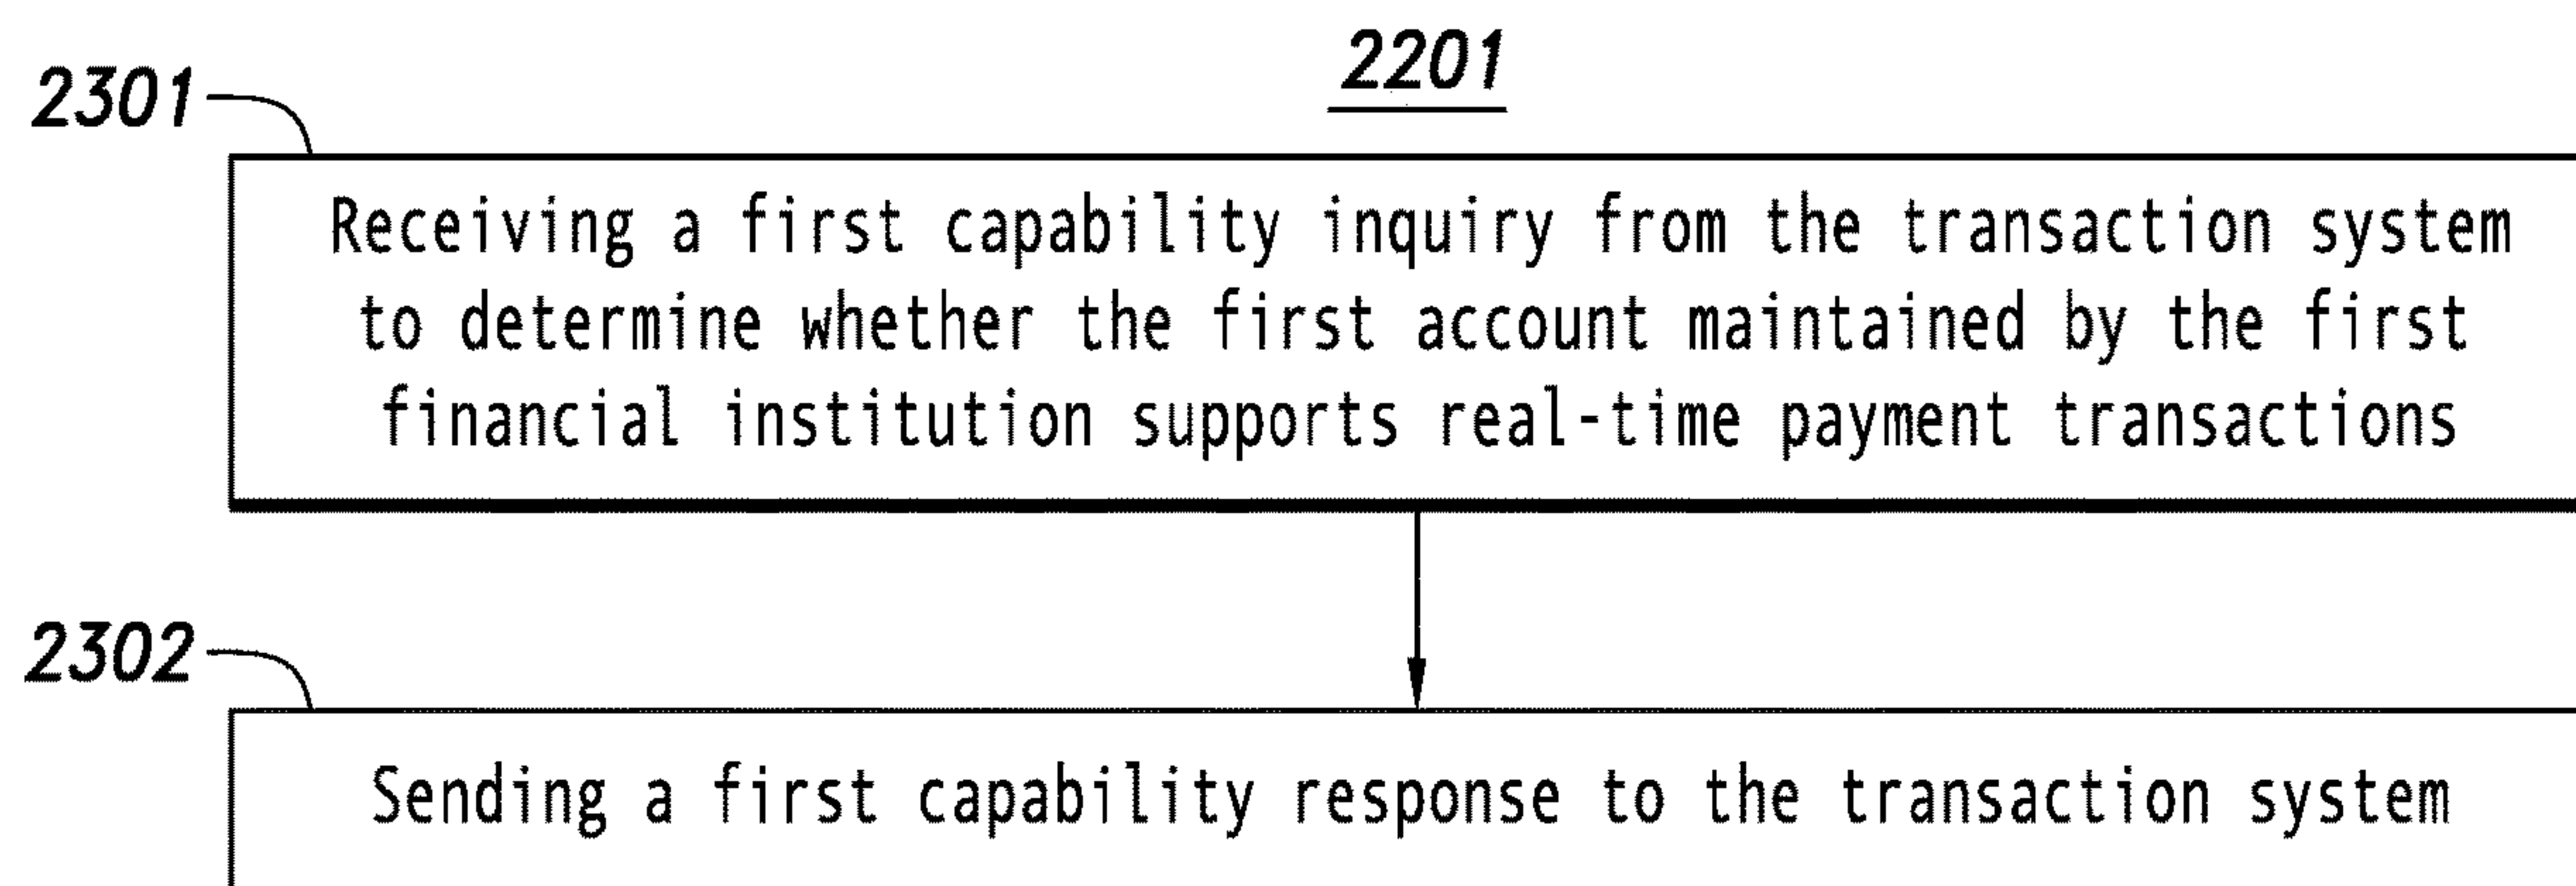 2201
2301
Receiving a first capability inquiry from the transaction system
to determine whether the first account maintained by the first
financial institution supports real-time payment transactions
2302
Sending a first capability response to the transaction system